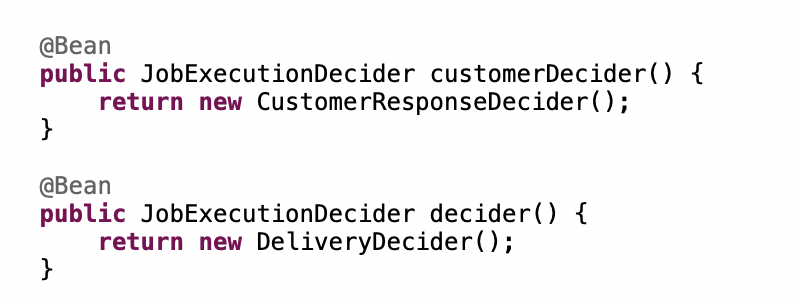 @Bean
public JobExecutionDecider customerDecider() {
    return new CustomerResponseDecider();
}

@Bean
public JobExecutionDecider decider() {
    return new DeliveryDecider();
}